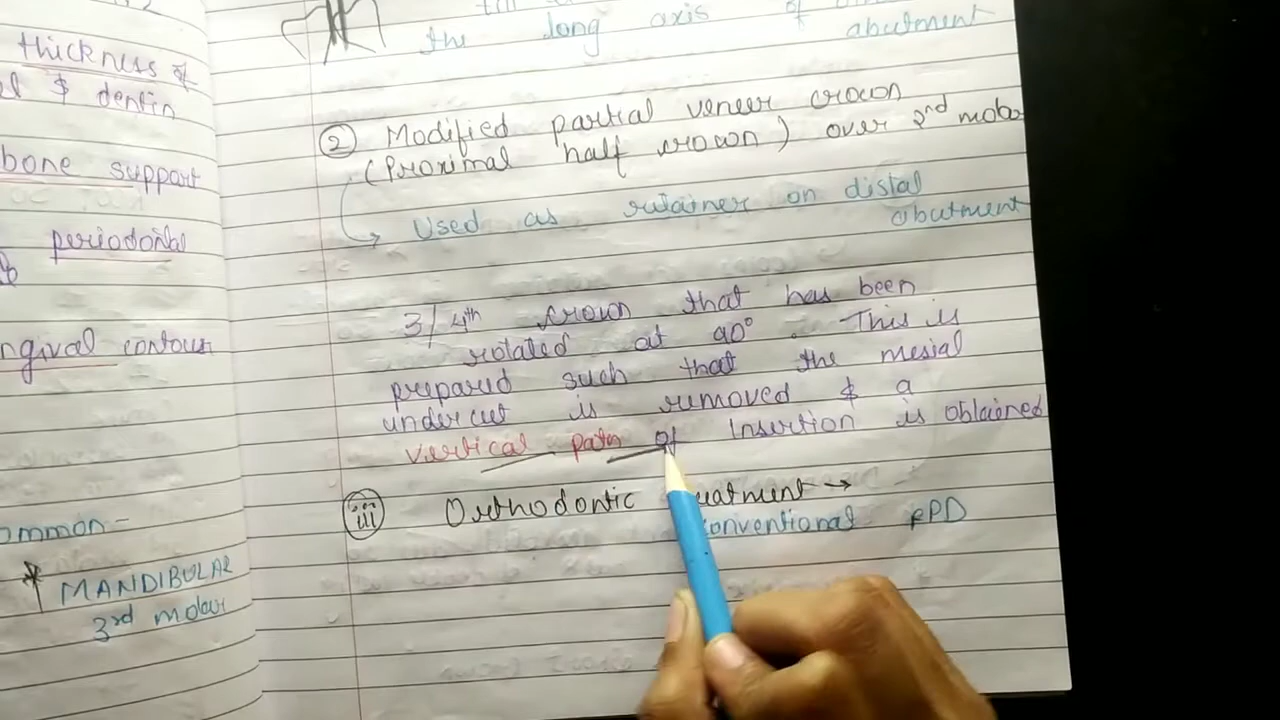 thickness of
& dentin
bone support
periodontal
ngival contour
ommon -
* MANDIBULAR
3rd molar
the long axis of
abutment
② Modified partial veneer crown
(Proximal half crown) over 2nd mola
Used as retainer on distal
abutment
3/4th crown that has been
rotated at 90°. This is
prepared such that the mesial
undercut is removed & a
vertical path of insertion is obtained
iii Orthodontic eatment →
conventional FPD